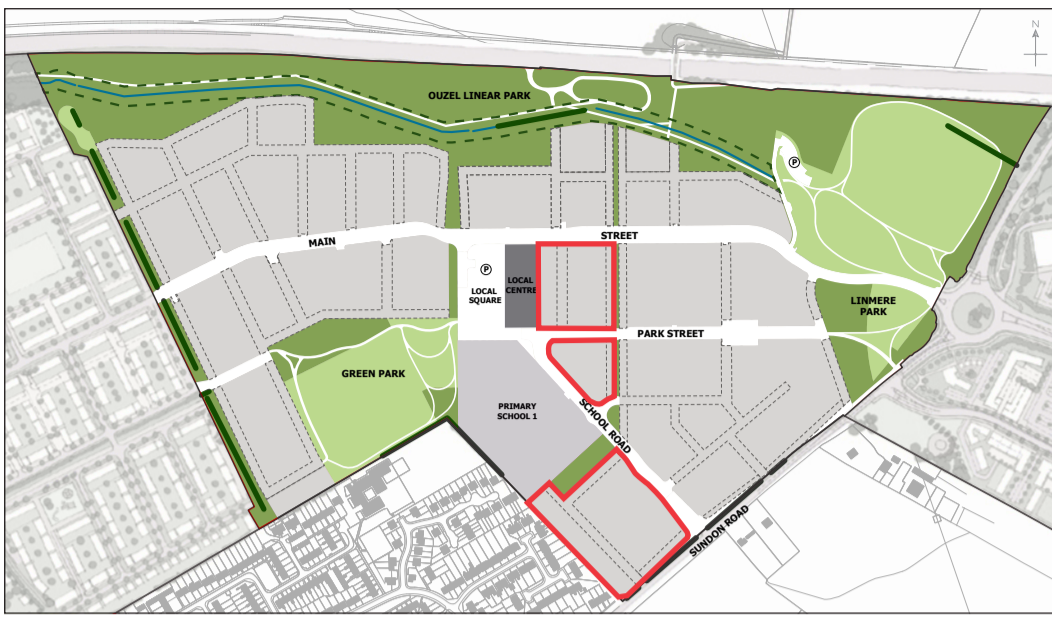 N
OUZEL LINEAR PARK
P
MAIN
STREET
P
LOCAL
SQUARE
LOCAL
CENTRE
LINMERE
PARK
PARK STREET
GREEN PARK
PRIMARY
SCHOOL 1
SCHOOL ROAD
SUNDON ROAD